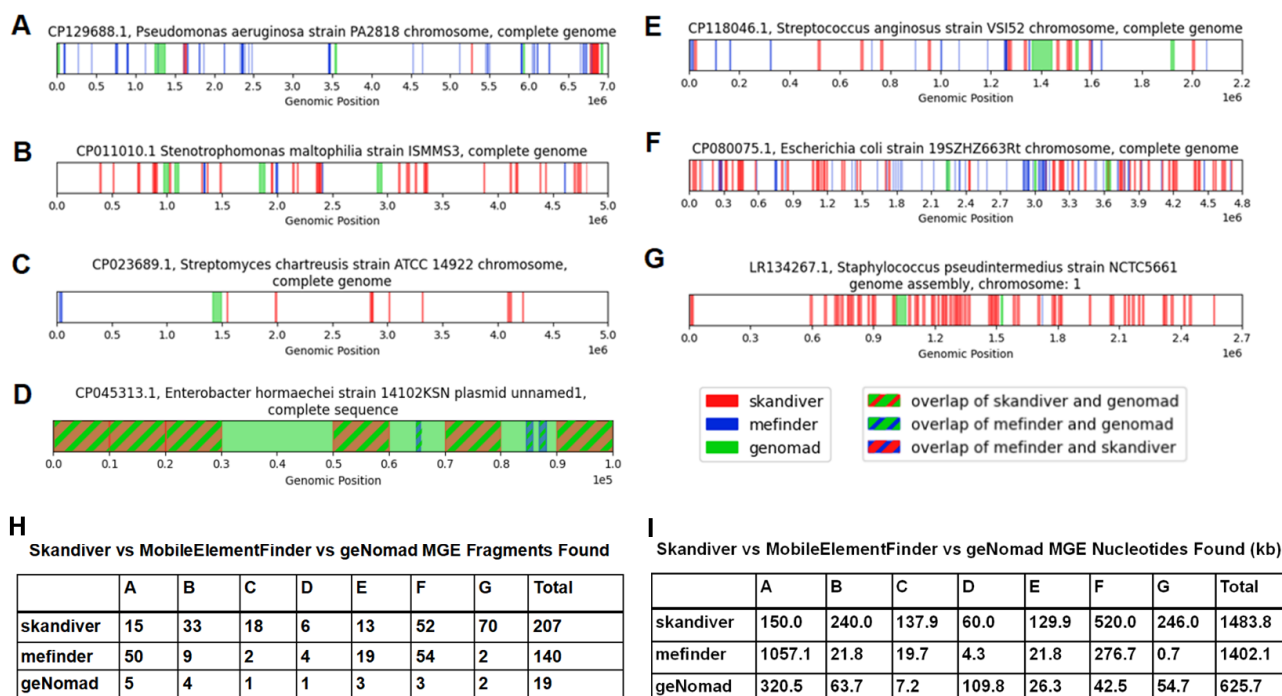 A
CP129688.1, Pseudomonas aeruginosa strain PA2818 chromosome, complete genome
0.0 0.5 1.0 1.5 2.0 2.5 3.0 3.5 4.0 4.5 5.0 5.5 6.0 6.5 7.0
Genomic Position
1e6
B
CP011010.1 Stenotrophomonas maltophilia strain ISMMS3, complete genome
0.0 0.5 1.0 1.5 2.0 2.5 3.0 3.5 4.0 4.5 5.0
Genomic Position
1e6
C
CP023689.1, Streptomyces chartreusis strain ATCC 14922 chromosome,
complete genome
0.0 0.5 1.0 1.5 2.0 2.5 3.0 3.5 4.0 4.5 5.0
Genomic Position
1e6
D
CP045313.1, Enterobacter hormaechei strain 14102KSN plasmid unnamed1,
complete sequence
0.0 0.1 0.2 0.3 0.4 0.5 0.6 0.7 0.8 0.9 1.0
Genomic Position
1e5
E
CP118046.1, Streptococcus anginosus strain VSI52 chromosome, complete genome
0.0 0.2 0.4 0.6 0.8 1.0 1.2 1.4 1.6 1.8 2.0 2.2
Genomic Position
1e6
F
CP080075.1, Escherichia coli strain 19SZHZ663Rt chromosome, complete genome
0.0 0.3 0.6 0.9 1.2 1.5 1.8 2.1 2.4 2.7 3.0 3.3 3.6 3.9 4.2 4.5 4.8
Genomic Position
1e6
G
LR134267.1, Staphylococcus pseudintermedius strain NCTC5661
genome assembly, chromosome: 1
0.0 0.3 0.6 0.9 1.2 1.5 1.8 2.1 2.4 2.7
Genomic Position
1e6
skandiver
mefinder
genomad
overlap of skandiver and genomad
overlap of mefinder and genomad
overlap of mefinder and skandiver
H
Skandiver vs MobileElementFinder vs geNomad MGE Fragments Found
A B C D E F G Total
skandiver 15 33 18 6 13 52 70 207
mefinder 50 9 2 4 19 54 2 140
geNomad 5 4 1 1 3 3 2 19
I
Skandiver vs MobileElementFinder vs geNomad MGE Nucleotides Found (kb)
A B C D E F G Total
skandiver 150.0 240.0 137.9 60.0 129.9 520.0 246.0 1483.8
mefinder 1057.1 21.8 19.7 4.3 21.8 276.7 0.7 1402.1
geNomad 320.5 63.7 7.2 109.8 26.3 42.5 54.7 625.7